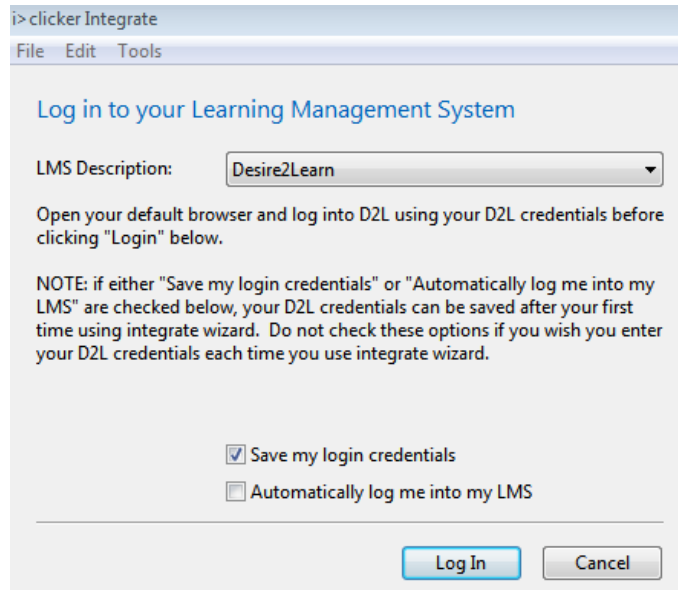 i>clicker Integrate
File Edit Tools
Log in to your Learning Management System
LMS Description: Desire2Learn
Open your default browser and log into D2L using your D2L credentials before
clicking "Login" below.
NOTE: if either "Save my login credentials" or "Automatically log me into my
LMS" are checked below, your D2L credentials can be saved after your first
time using integrate wizard.  Do not check these options if you wish you enter
your D2L credentials each time you use integrate wizard.
Save my login credentials
Automatically log me into my LMS
Log In Cancel